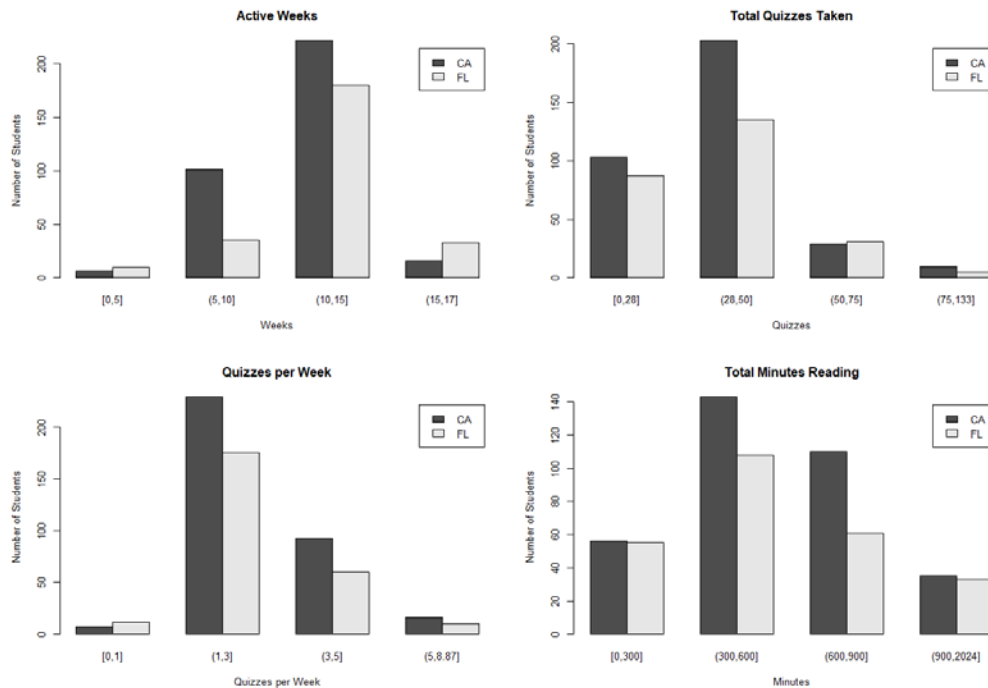 Active Weeks
Number of Students
0
50
100
150
200
CA
FL
[0,5]
(5,10]
(10,15]
(15,17]
Weeks
Total Quizzes Taken
Number of Students
0
50
100
150
200
CA
FL
[0,28]
(28,50]
(50,75]
(75,133]
Quizzes
Quizzes per Week
Number of Students
0
50
100
150
200
CA
FL
[0,1]
(1,3]
(3,5]
(5,8.87]
Quizzes per Week
Total Minutes Reading
Number of Students
0
20
40
60
80
100
120
140
CA
FL
[0,300]
(300,600]
(600,900]
(900,2024]
Minutes